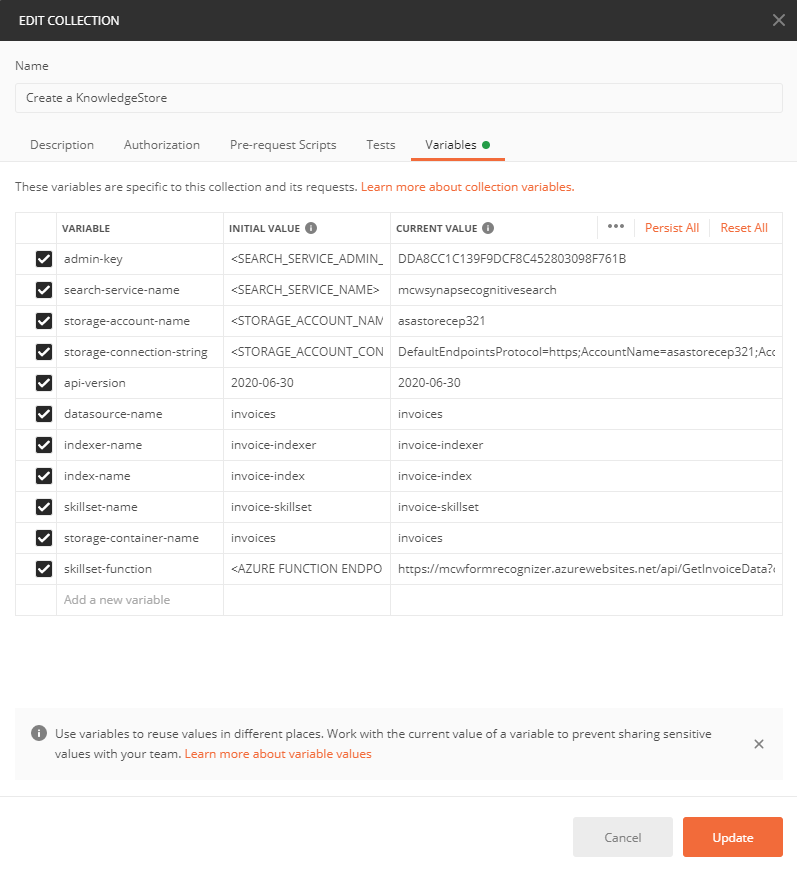 EDIT COLLECTION
Name
Create a KnowledgeStore
Description Authorization Pre-request Scripts Tests Variables
These variables are specific to this collection and its requests. Learn more about collection variables.
VARIABLE INITIAL VALUE CURRENT VALUE ••• Persist All Reset All
admin-key <SEARCH_SERVICE_ADMIN_ DDA8CC1C139F9DCF8C452803098F761B
search-service-name <SEARCH_SERVICE_NAME> mcwsynapsecognitivesearch
storage-account-name <STORAGE_ACCOUNT_NAM asastorecep321
storage-connection-string <STORAGE_ACCOUNT_CON DefaultEndpointsProtocol=https;AccountName=asastorecep321;Acc
api-version 2020-06-30 2020-06-30
datasource-name invoices invoices
indexer-name invoice-indexer invoice-indexer
index-name invoice-index invoice-index
skillset-name invoice-skillset invoice-skillset
storage-container-name invoices invoices
skillset-function <AZURE FUNCTION ENDPO https://mcwformrecognizer.azurewebsites.net/api/GetInvoiceData?c
Add a new variable
Use variables to reuse values in different places. Work with the current value of a variable to prevent sharing sensitive
values with your team. Learn more about variable values
Cancel Update